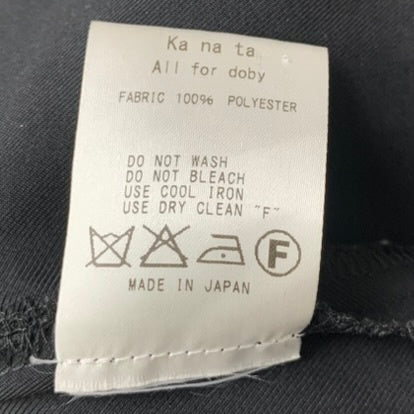 Ka na ta
All for doby
FABRIC 100% POLYESTER
DO NOT WASH
DO NOT BLEACH
USE COOL IRON
USE DRY CLEAN "F"
F
MADE IN JAPAN